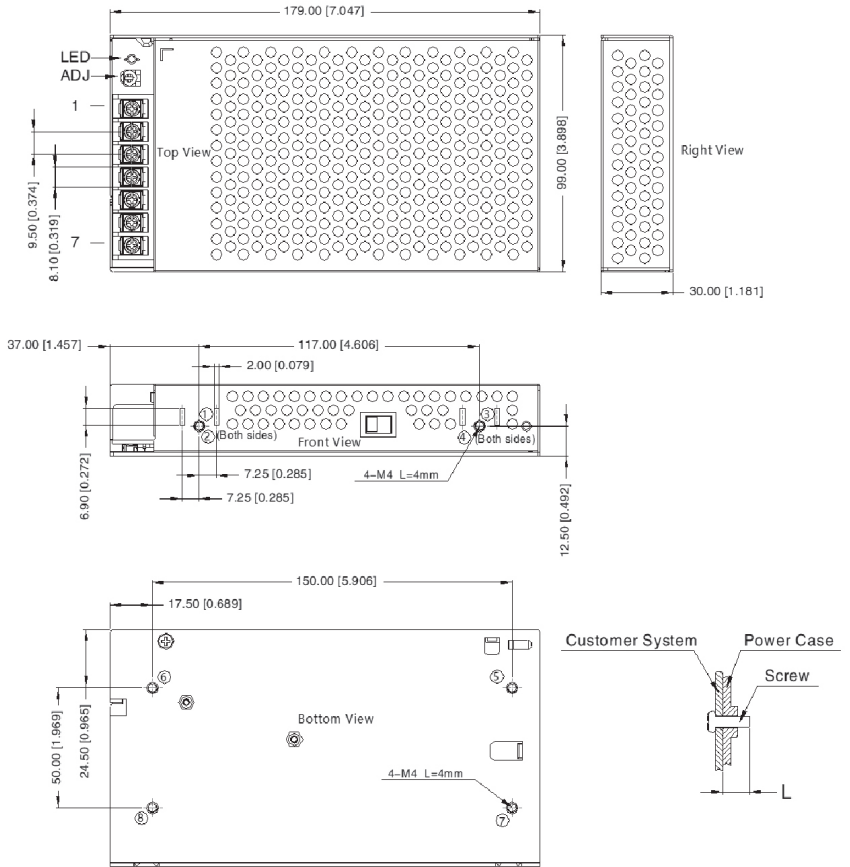 179.00 [7.047]
LED
ADJ
1
Top View
99.00 [3.898]
Right View
9.50 [0.374]
8.10 [0.319]
7
30.00 [1.181]
37.00 [1.457]
117.00 [4.606]
2.00 [0.079]
①
③
② (Both sides)
Front View
④ (Both sides)
6.90 [0.272]
7.25 [0.285]
4-M4 L=4mm
7.25 [0.285]
12.50 [0.492]
150.00 [5.906]
17.50 [0.689]
Customer System
Power Case
⑥
⑤
Screw
50.00 [1.969]
24.50 [0.965]
Bottom View
4-M4 L=4mm
L
⑧
⑦